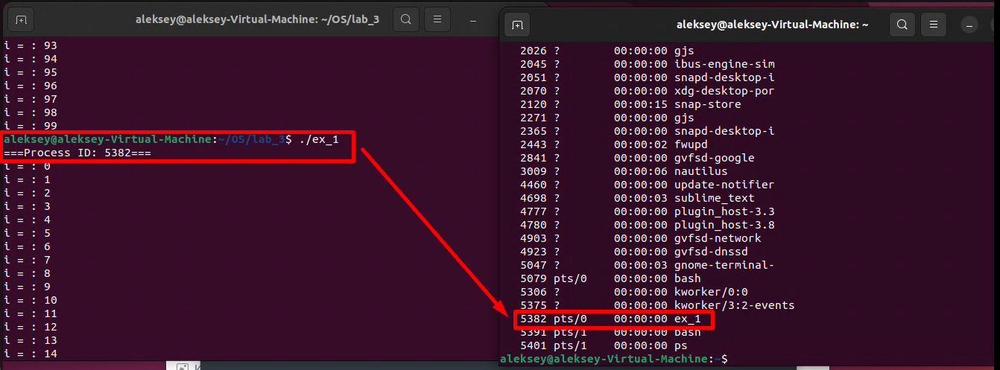 aleksey@aleksey-Virtual-Machine: ~/OS/lab_3
i = : 93
i = : 94
i = : 95
i = : 96
i = : 97
i = : 98
i = : 99
aleksey@aleksey-Virtual-Machine:~/OS/lab_3$ ./ex_1
===Process ID: 5382===
i = : 0
i = : 1
i = : 2
i = : 3
i = : 4
i = : 5
i = : 6
i = : 7
i = : 8
i = : 9
i = : 10
i = : 11
i = : 12
i = : 13
i = : 14
aleksey@aleksey-Virtual-Machine: ~
2026 ? 00:00:00 gjs
2045 ? 00:00:00 ibus-engine-sim
2051 ? 00:00:00 snapd-desktop-i
2070 ? 00:00:00 xdg-desktop-por
2120 ? 00:00:15 snap-store
2271 ? 00:00:00 gjs
2365 ? 00:00:00 snapd-desktop-i
2443 ? 00:00:02 fwupd
2841 ? 00:00:00 gvfsd-google
3009 ? 00:00:06 nautilus
4460 ? 00:00:00 update-notifier
4698 ? 00:00:03 sublime_text
4777 ? 00:00:00 plugin_host-3.3
4780 ? 00:00:00 plugin_host-3.8
4903 ? 00:00:00 gvfsd-network
4923 ? 00:00:00 gvfsd-dnssd
5047 ? 00:00:03 gnome-terminal-
5079 pts/0 00:00:00 bash
5306 ? 00:00:00 kworker/0:0
5375 ? 00:00:00 kworker/3:2-events
5382 pts/0 00:00:00 ex_1
5391 pts/1 00:00:00 bash
5401 pts/1 00:00:00 ps
aleksey@aleksey-Virtual-Machine:~$